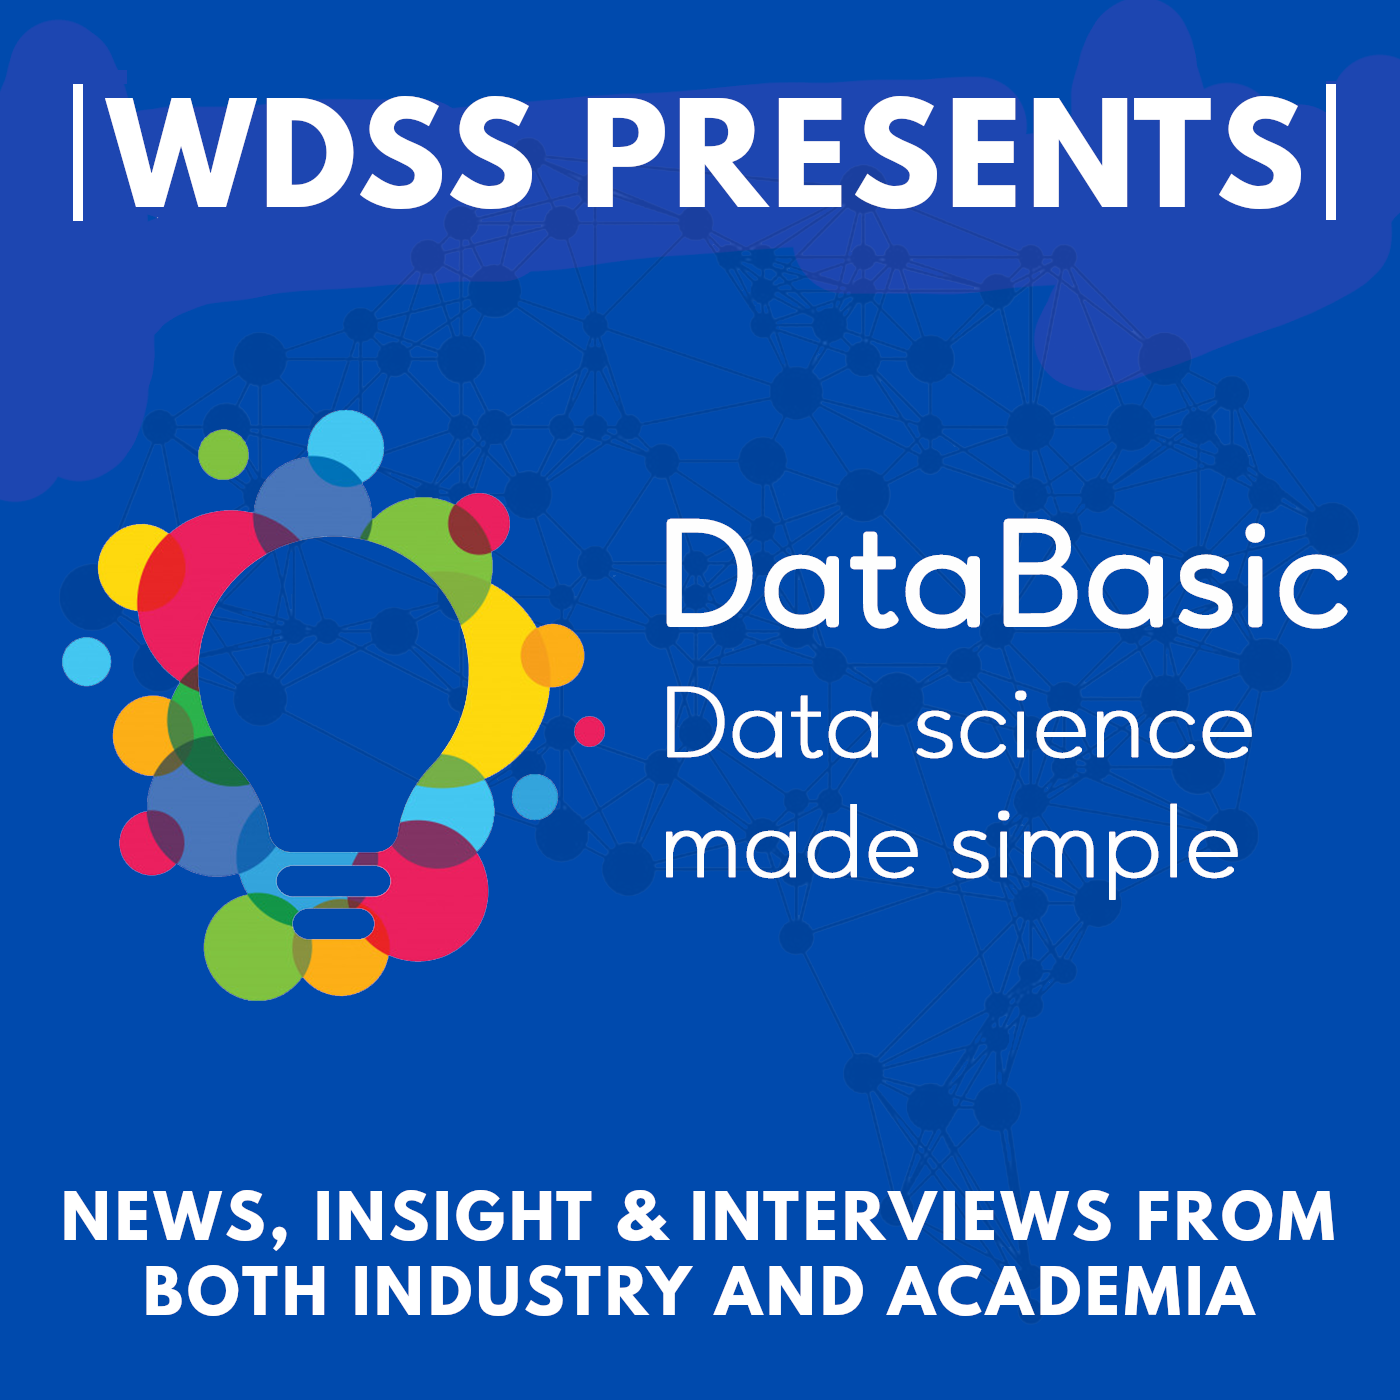 |WDSS PRESENTS|
DataBasic
Data science
made simple
NEWS, INSIGHT & INTERVIEWS FROM
BOTH INDUSTRY AND ACADEMIA